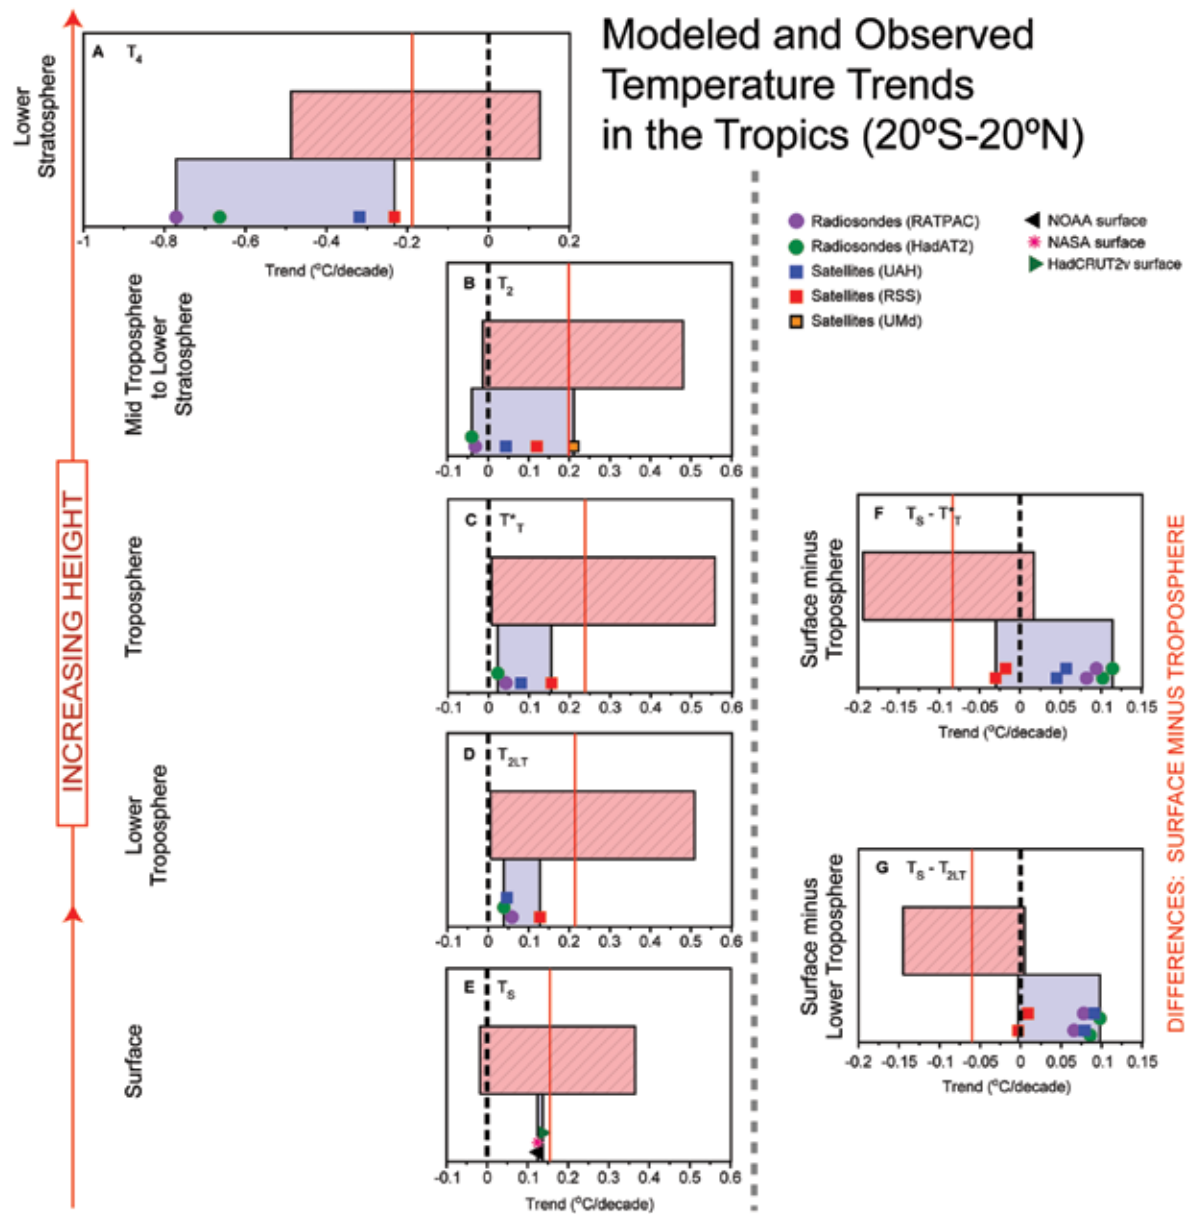 Modeled and Observed
Temperature Trends
in the Tropics (20ºS-20ºN)
A T4
Lower
Stratosphere
-1 -0.8 -0.6 -0.4 -0.2 0 0.2
Trend (ºC/decade)
Radiosondes (RATPAC)
Radiosondes (HadAT2)
Satellites (UAH)
Satellites (RSS)
Satellites (UMd)
NOAA surface
NASA surface
HadCRUT2v surface
B T2
Mid Troposphere
to Lower
Stratosphere
-0.1 0 0.1 0.2 0.3 0.4 0.5 0.6
INCREASING HEIGHT
C T*T
Troposphere
-0.1 0 0.1 0.2 0.3 0.4 0.5 0.6
D T2LT
Lower
Troposphere
-0.1 0 0.1 0.2 0.3 0.4 0.5 0.6
E TS
Surface
-0.1 0 0.1 0.2 0.3 0.4 0.5 0.6
Trend (ºC/decade)
F TS - T*T
Surface minus
Troposphere
-0.2 -0.15 -0.1 -0.05 0 0.05 0.1 0.15
Trend (ºC/decade)
G TS - T2LT
Surface minus
Lower Troposphere
-0.2 -0.15 -0.1 -0.05 0 0.05 0.1 0.15
Trend (ºC/decade)
DIFFERENCES: SURFACE MINUS TROPOSPHERE